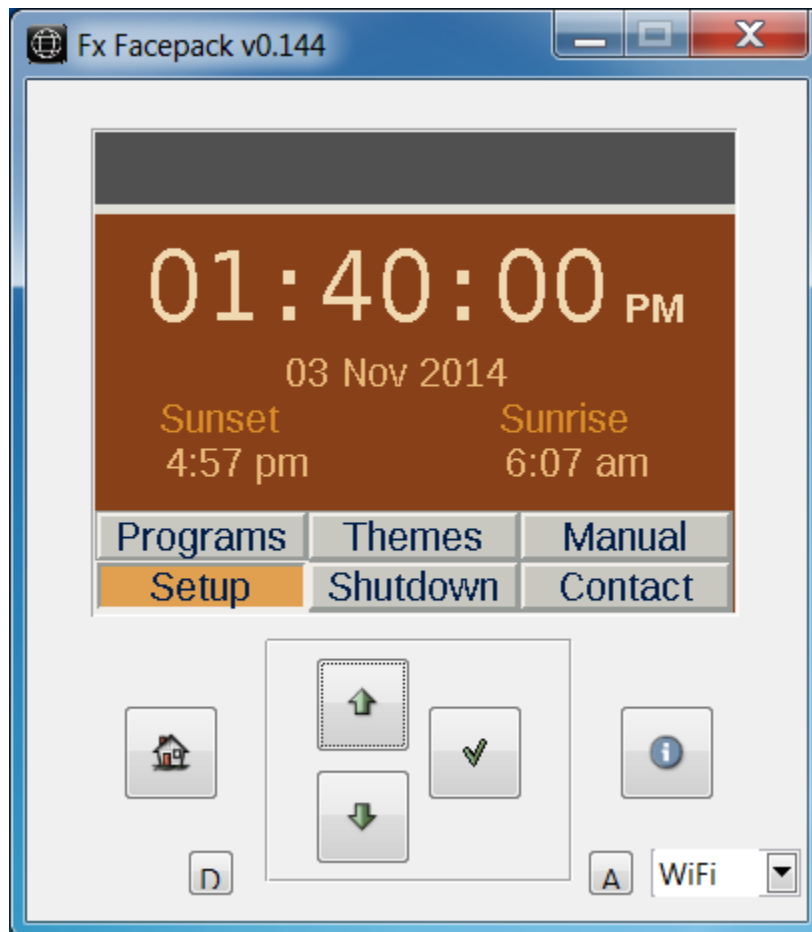 Fx Facepack v0.144
01:40:00 PM
03 Nov 2014
Sunset Sunrise
4:57 pm 6:07 am
Programs Themes Manual
Setup Shutdown Contact
D A WiFi